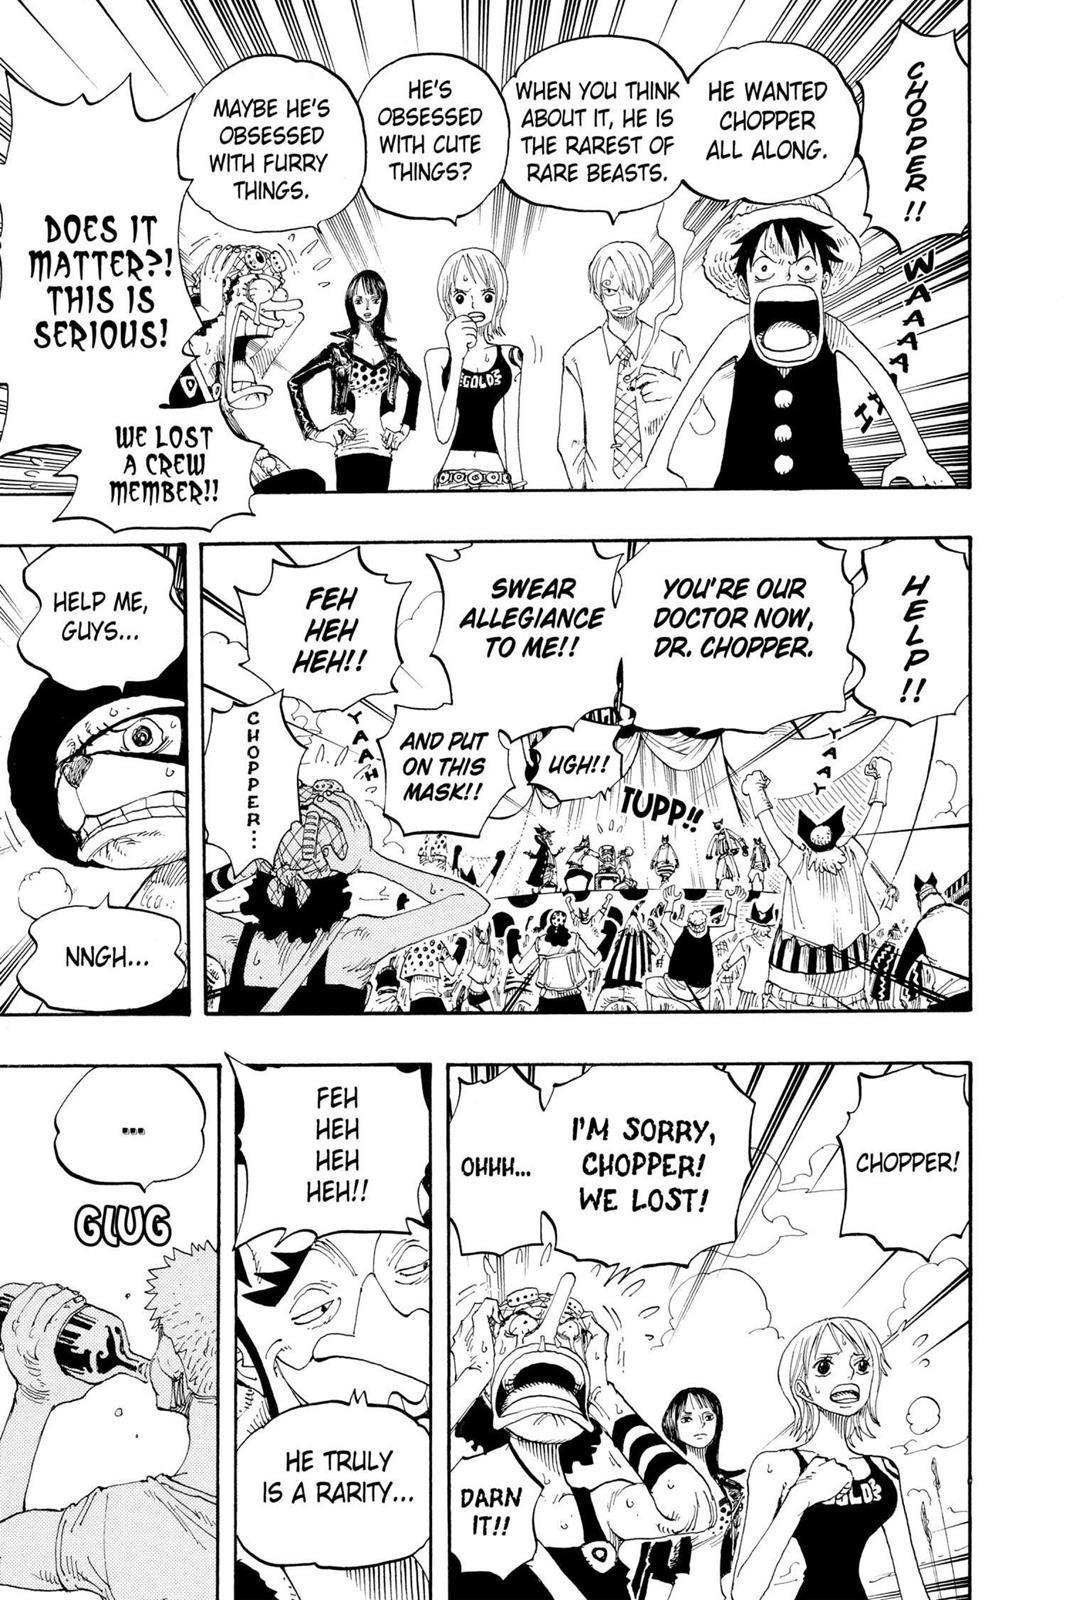 CHOPPER!!
WAAAA
HE WANTED
CHOPPER
ALL ALONG.
WHEN YOU THINK
ABOUT IT, HE IS
THE RAREST OF
RARE BEASTS.
HE'S
OBSESSED
WITH CUTE
THINGS?
MAYBE HE'S
OBSESSED
WITH FURRY
THINGS.
DOES IT
MATTER?!
THIS IS
SERIOUS!
WE LOST
A CREW
MEMBER!!
GOLD
HELP!!
YOU'RE OUR
DOCTOR NOW,
DR. CHOPPER.
SWEAR
ALLEGIANCE
TO ME!!
FEH
HEH
HEH!!
UGH!!
AND PUT
ON THIS
MASK!!
TUPP!!
YAAY
YAAH
CHOPPER...
HELP ME,
GUYS...
NNGH...
CHOPPER!
I'M SORRY,
CHOPPER!
WE LOST!
OHHH...
DARN
IT!!
FEH
HEH
HEH
HEH!!
HE TRULY
IS A RARITY...
...
GLUG